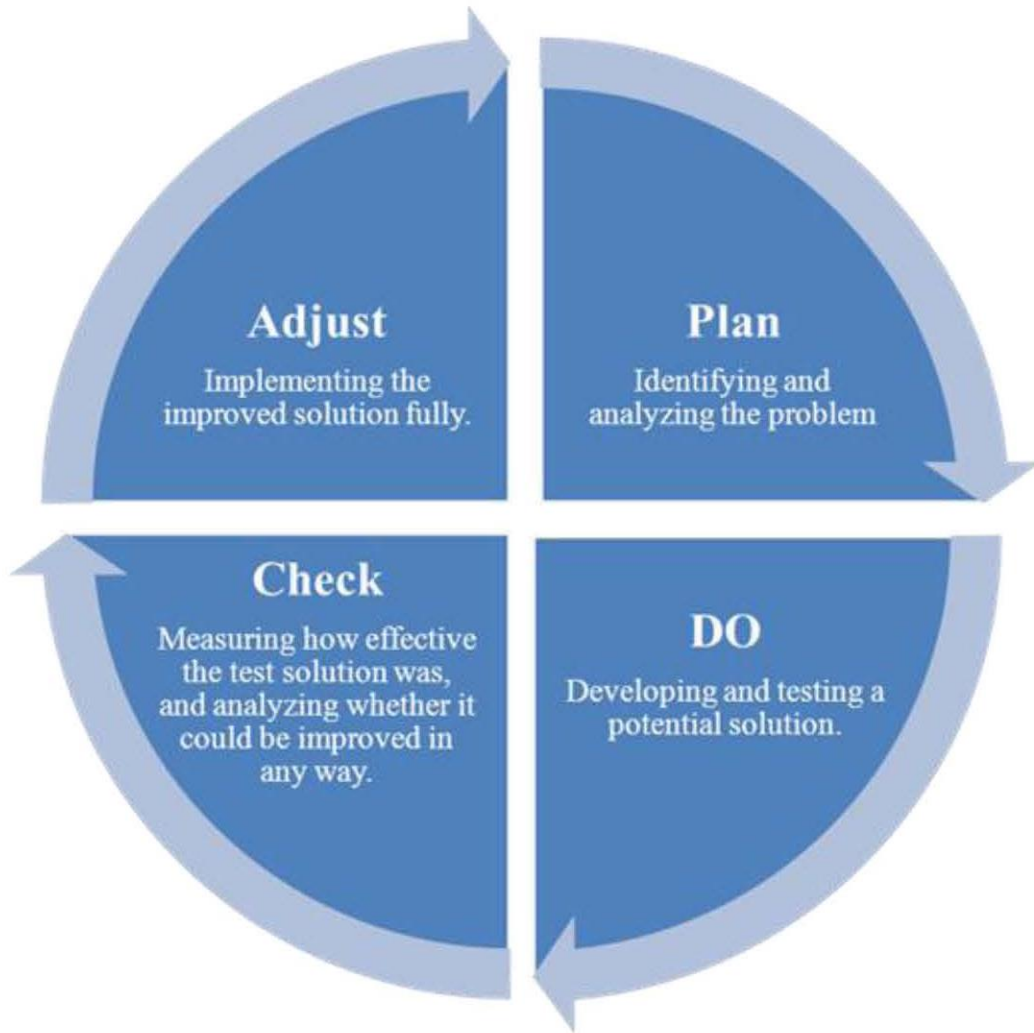 Adjust
Implementing the
improved solution fully.
Plan
Identifying and
analyzing the problem
Check
Measuring how effective
the test solution was,
and analyzing whether it
could be improved in
any way.
DO
Developing and testing a
potential solution.